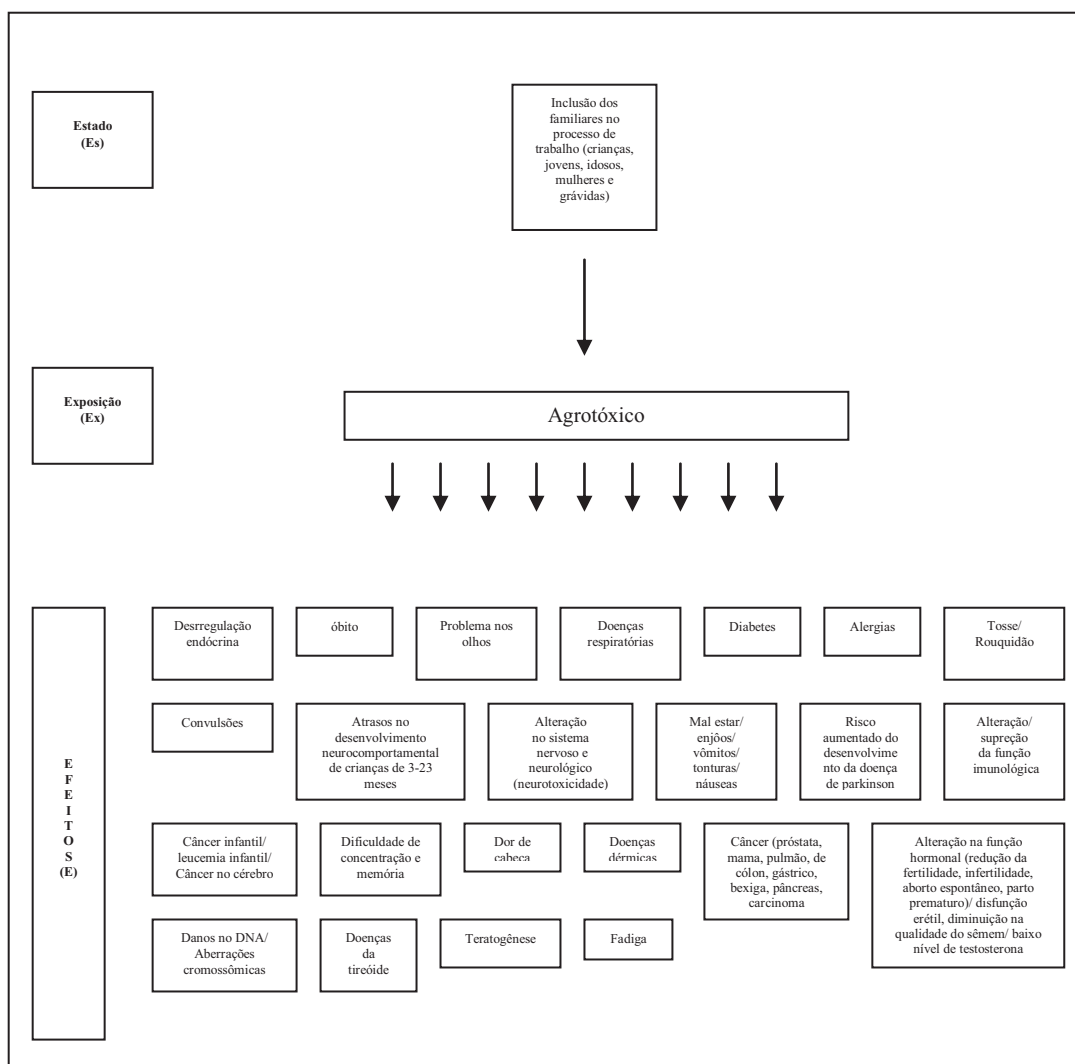 Estado
(Es)
Inclusão dos
familiares no
processo de
trabalho (crianças,
jovens, idosos,
mulheres e
grávidas)
Exposição
(Ex)
Agrotóxico
E
F
E
I
T
O
S
(E)
Desrregulação
endócrina
óbito
Problema nos
olhos
Doenças
respiratórias
Diabetes
Alergias
Tosse/
Rouquidão
Convulsões
Atrasos no
desenvolvimento
neurocomportamental
de crianças de 3-23
meses
Alteração
no sistema
nervoso e
neurológico
(neurotoxicidade)
Mal estar/
enjôos/
vômitos/
tonturas/
náuseas
Risco
aumentado do
desenvolvime
nto da doença
de parkinson
Alteração/
supreção
da função
imunológica
Câncer infantil/
leucemia infantil/
Câncer no cérebro
Dificuldade de
concentração e
memória
Dor de
cabeça
Doenças
dérmicas
Câncer (próstata,
mama, pulmão, de
cólon, gástrico,
bexiga, pâncreas,
carcinoma
Alteração na função
hormonal (redução da
fertilidade, infertilidade,
aborto espontâneo, parto
prematuro)/ disfunção
erétil, diminuição na
qualidade do sêmem/ baixo
nível de testosterona
Danos no DNA/
Aberrações
cromossômicas
Doenças
da
tireóide
Teratogênese
Fadiga